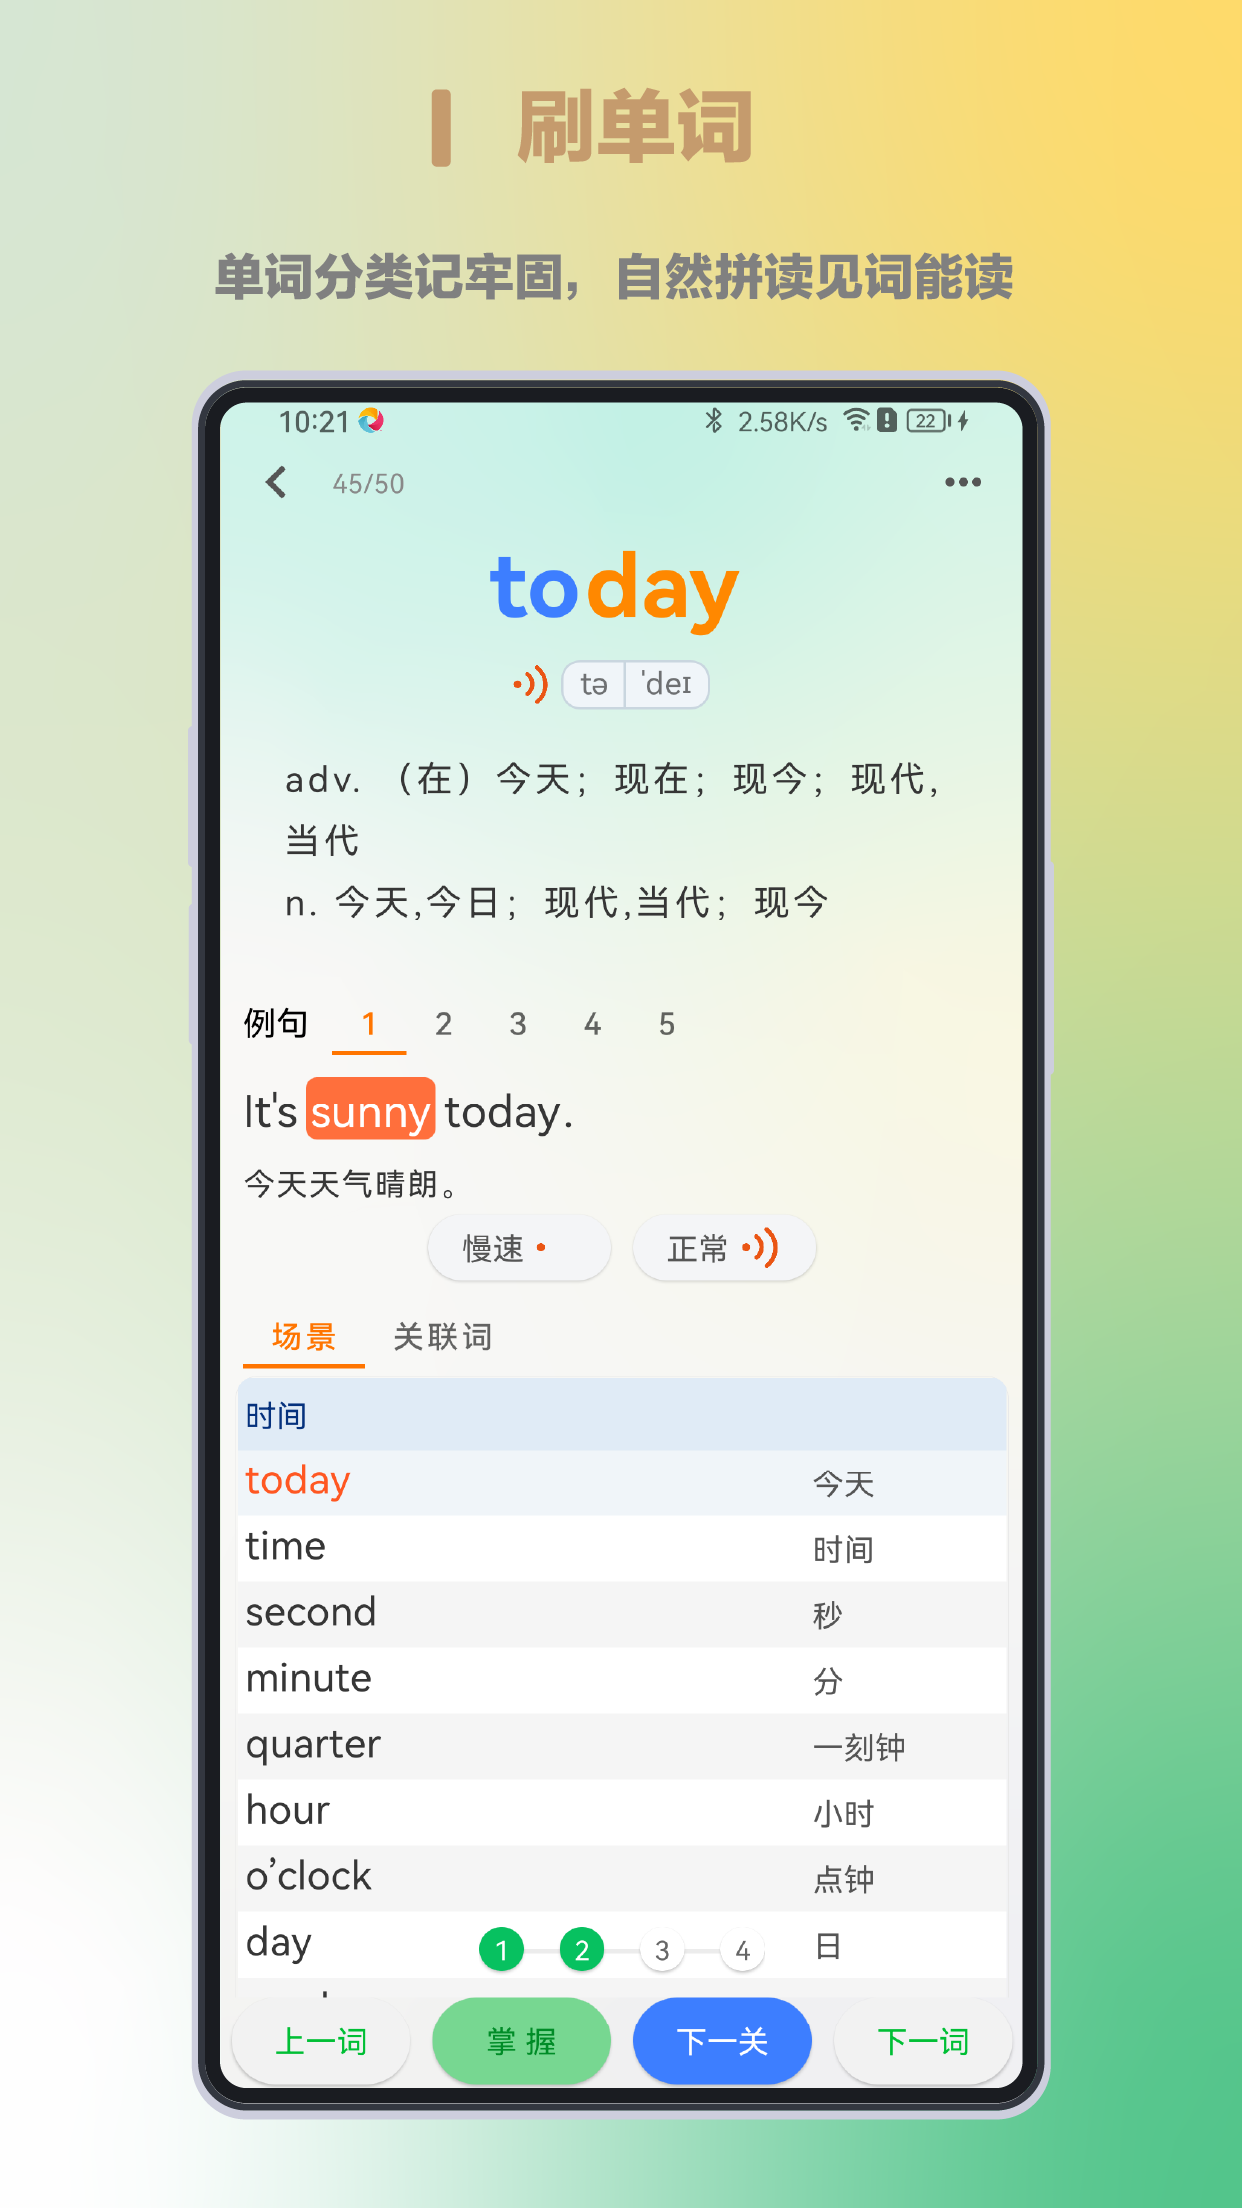 刷单词
单词分类记牢固，自然拼读见词能读
10:21 2.58K/s 22
45/50
today
tə ˈdeɪ
adv. （在）今天；现在；现今；现代,
当代
n. 今天,今日；现代,当代；现今
例句 1 2 3 4 5
It's sunny today.
今天天气晴朗。
慢速 正常
场景 关联词
时间
today 今天
time 时间
second 秒
minute 分
quarter 一刻钟
hour 小时
o’clock 点钟
day 日
1 2 3 4
上一词 掌握 下一关 下一词